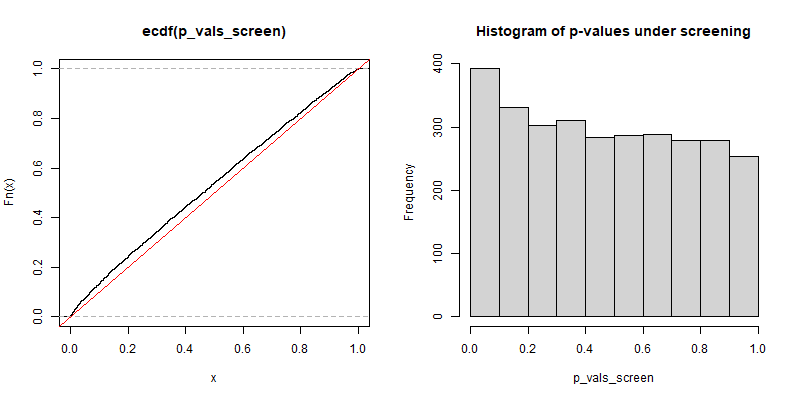 ecdf(p_vals_screen)
Fn(x)
1.0
0.8
0.6
0.4
0.2
0.0
0.0 0.2 0.4 0.6 0.8 1.0
x
Histogram of p-values under screening
Frequency
400
300
200
100
0
0.0 0.2 0.4 0.6 0.8 1.0
p_vals_screen